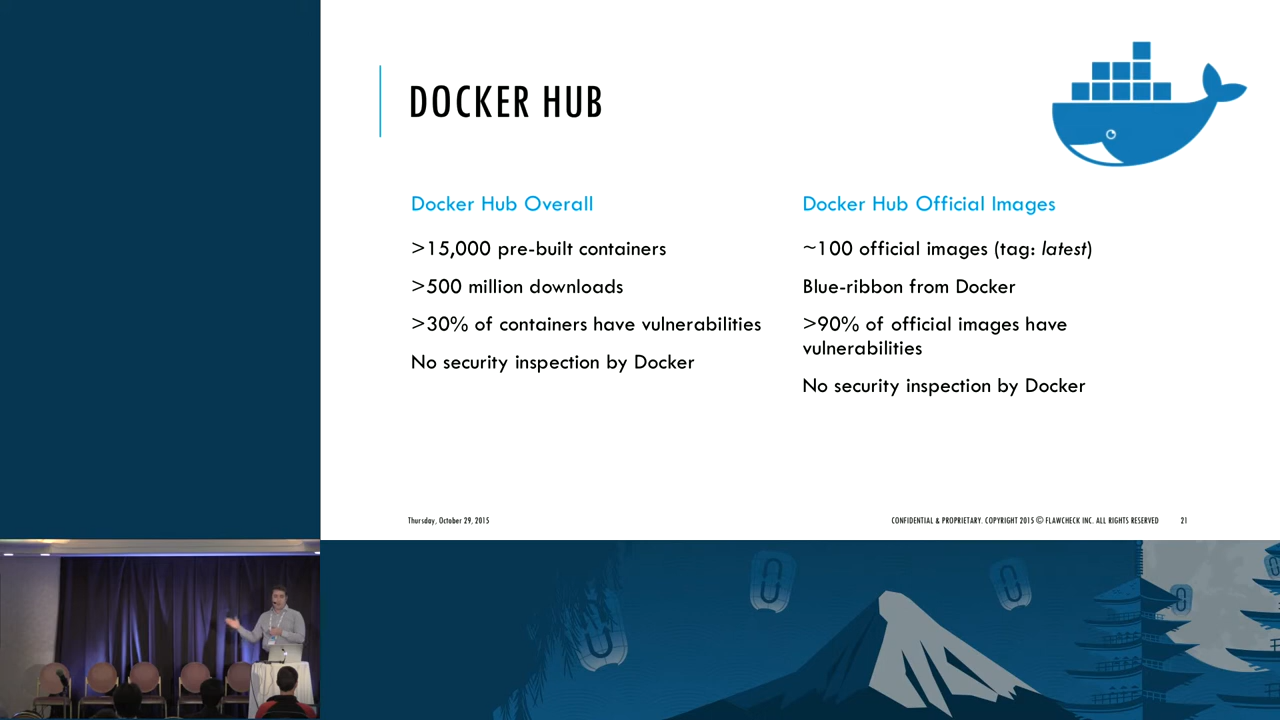 DOCKER HUB
Docker Hub Overall
>15,000 pre-built containers
>500 million downloads
>30% of containers have vulnerabilities
No security inspection by Docker
Docker Hub Official Images
~100 official images (tag: latest)
Blue-ribbon from Docker
>90% of official images have
vulnerabilities
No security inspection by Docker
Thursday, October 29, 2015
CONFIDENTIAL & PROPRIETARY. COPYRIGHT 2015 © FLAWCHECK INC. ALL RIGHTS RESERVED
21